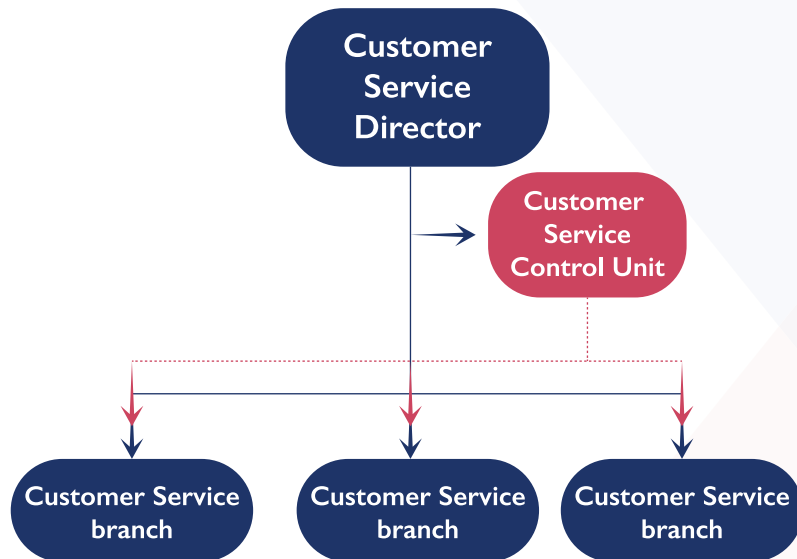 Customer
Service
Director
Customer
Service
Control Unit
Customer Service
branch
Customer Service
branch
Customer Service
branch